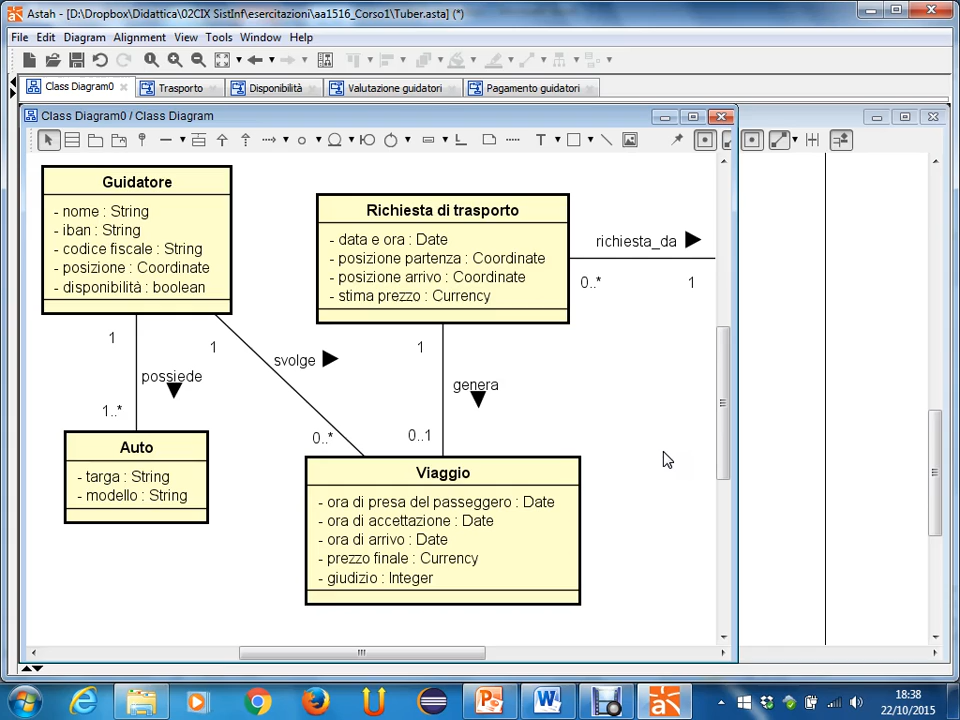 Astah - [D:\Dropbox\Didattica\02CIX SistInf\esercitazioni\aa1516_Corso1\Tuber.asta] (*)
File Edit Diagram Alignment View Tools Window Help
Class Diagram0 Trasporto Disponibilità Valutazione guidatori Pagamento guidatori
Class Diagram0 / Class Diagram
Guidatore
- nome : String
- iban : String
- codice fiscale : String
- posizione : Coordinate
- disponibilità : boolean
Richiesta di trasporto
- data e ora : Date
- posizione partenza : Coordinate
- posizione arrivo : Coordinate
- stima prezzo : Currency
richiesta_da
0..* 1
1
possiede
1..*
1
svolge
0..*
1
genera
0..1
Auto
- targa : String
- modello : String
Viaggio
- ora di presa del passeggero : Date
- ora di accettazione : Date
- ora di arrivo : Date
- prezzo finale : Currency
- giudizio : Integer
18:38
22/10/2015